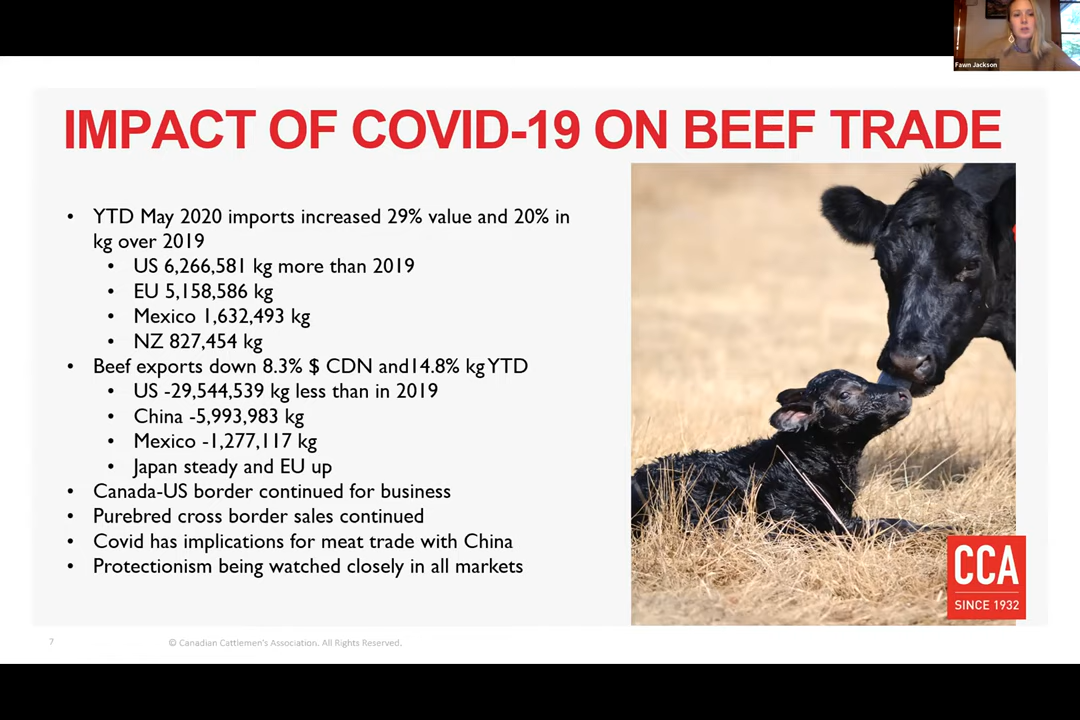 Fawn Jackson
IMPACT OF COVID-19 ON BEEF TRADE
• YTD May 2020 imports increased 29% value and 20% in
kg over 2019
• US 6,266,581 kg more than 2019
• EU 5,158,586 kg
• Mexico 1,632,493 kg
• NZ 827,454 kg
• Beef exports down 8.3% $ CDN and14.8% kg YTD
• US -29,544,539 kg less than in 2019
• China -5,993,983 kg
• Mexico -1,277,117 kg
• Japan steady and EU up
• Canada-US border continued for business
• Purebred cross border sales continued
• Covid has implications for meat trade with China
• Protectionism being watched closely in all markets
CCA
SINCE 1932
7
© Canadian Cattlemen's Association. All Rights Reserved.